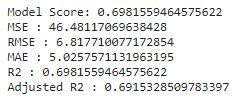 Model Score: 0.6981559464575622
MSE : 46.48117069638428
RMSE : 6.817710077172854
MAE : 5.0257571131963195
R2 : 0.6981559464575622
Adjusted R2 : 0.6915328509783397